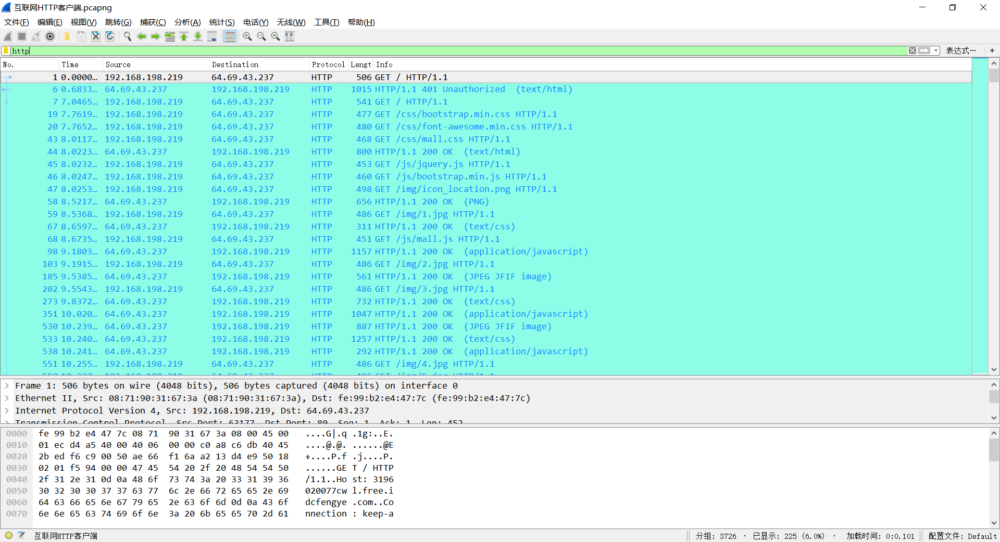 互联网HTTP客户端.pcapng
文件(F) 编辑(E) 视图(V) 跳转(G) 捕获(C) 分析(A) 统计(S) 电话(Y) 无线(W) 工具(T) 帮助(H)
http
表达式… +
No. Time Source Destination Protocol Lengt Info
1 0.0000… 192.168.198.219 64.69.43.237 HTTP 506 GET / HTTP/1.1
6 0.6833… 64.69.43.237 192.168.198.219 HTTP 1015 HTTP/1.1 401 Unauthorized (text/html)
7 7.0465… 192.168.198.219 64.69.43.237 HTTP 541 GET / HTTP/1.1
19 7.7619… 192.168.198.219 64.69.43.237 HTTP 477 GET /css/bootstrap.min.css HTTP/1.1
20 7.7652… 192.168.198.219 64.69.43.237 HTTP 480 GET /css/font-awesome.min.css HTTP/1.1
43 8.0117… 192.168.198.219 64.69.43.237 HTTP 468 GET /css/mall.css HTTP/1.1
44 8.0223… 64.69.43.237 192.168.198.219 HTTP 800 HTTP/1.1 200 OK (text/html)
45 8.0232… 192.168.198.219 64.69.43.237 HTTP 453 GET /js/jquery.js HTTP/1.1
46 8.0247… 192.168.198.219 64.69.43.237 HTTP 460 GET /js/bootstrap.min.js HTTP/1.1
47 8.0253… 192.168.198.219 64.69.43.237 HTTP 498 GET /img/icon_location.png HTTP/1.1
58 8.5217… 64.69.43.237 192.168.198.219 HTTP 656 HTTP/1.1 200 OK (PNG)
59 8.5368… 192.168.198.219 64.69.43.237 HTTP 486 GET /img/1.jpg HTTP/1.1
67 8.6597… 64.69.43.237 192.168.198.219 HTTP 311 HTTP/1.1 200 OK (text/css)
68 8.6735… 192.168.198.219 64.69.43.237 HTTP 451 GET /js/mall.js HTTP/1.1
98 9.1803… 64.69.43.237 192.168.198.219 HTTP 1157 HTTP/1.1 200 OK (application/javascript)
103 9.1915… 192.168.198.219 64.69.43.237 HTTP 486 GET /img/2.jpg HTTP/1.1
185 9.5385… 64.69.43.237 192.168.198.219 HTTP 561 HTTP/1.1 200 OK (JPEG JFIF image)
202 9.5543… 192.168.198.219 64.69.43.237 HTTP 486 GET /img/3.jpg HTTP/1.1
273 9.8372… 64.69.43.237 192.168.198.219 HTTP 732 HTTP/1.1 200 OK (text/css)
351 10.020… 64.69.43.237 192.168.198.219 HTTP 1047 HTTP/1.1 200 OK (application/javascript)
530 10.239… 64.69.43.237 192.168.198.219 HTTP 887 HTTP/1.1 200 OK (JPEG JFIF image)
533 10.240… 64.69.43.237 192.168.198.219 HTTP 1257 HTTP/1.1 200 OK (text/css)
538 10.241… 64.69.43.237 192.168.198.219 HTTP 292 HTTP/1.1 200 OK (application/javascript)
551 10.255… 192.168.198.219 64.69.43.237 HTTP 486 GET /img/4.jpg HTTP/1.1
Frame 1: 506 bytes on wire (4048 bits), 506 bytes captured (4048 bits) on interface 0
Ethernet II, Src: 08:71:90:31:67:3a (08:71:90:31:67:3a), Dst: fe:99:b2:e4:47:7c (fe:99:b2:e4:47:7c)
Internet Protocol Version 4, Src: 192.168.198.219, Dst: 64.69.43.237
Transmission Control Protocol, Src Port: 63177, Dst Port: 80, Seq: 1, Ack: 1, Len: 452
0000 fe 99 b2 e4 47 7c 08 71 90 31 67 3a 08 00 45 00 ....G|.q .1g:..E.
0010 01 ec d4 a5 40 00 40 06 00 00 c0 a8 c6 db 40 45 ....@.@. ......@E
0020 2b ed f6 c9 00 50 ae 66 f1 6a a2 13 d4 e9 50 18 +....P.f .j....P.
0030 02 01 f5 94 00 00 47 45 54 20 2f 20 48 54 54 50 ......GE T / HTTP
0040 2f 31 2e 31 0d 0a 48 6f 73 74 3a 20 33 31 39 36 /1.1..Ho st: 3196
0050 30 32 30 30 37 37 63 77 6c 2e 66 72 65 65 2e 69 020077cw l.free.i
0060 64 63 66 65 6e 67 79 65 2e 63 6f 6d 0d 0a 43 6f dcfengye .com..Co
0070 6e 6e 65 63 74 69 6f 6e 3a 20 6b 65 65 70 2d 61 nnection : keep-a
互联网HTTP客户端 分组: 3726 · 已显示: 225 (6.0%) · 加载时间: 0:0.101 配置文件: Default